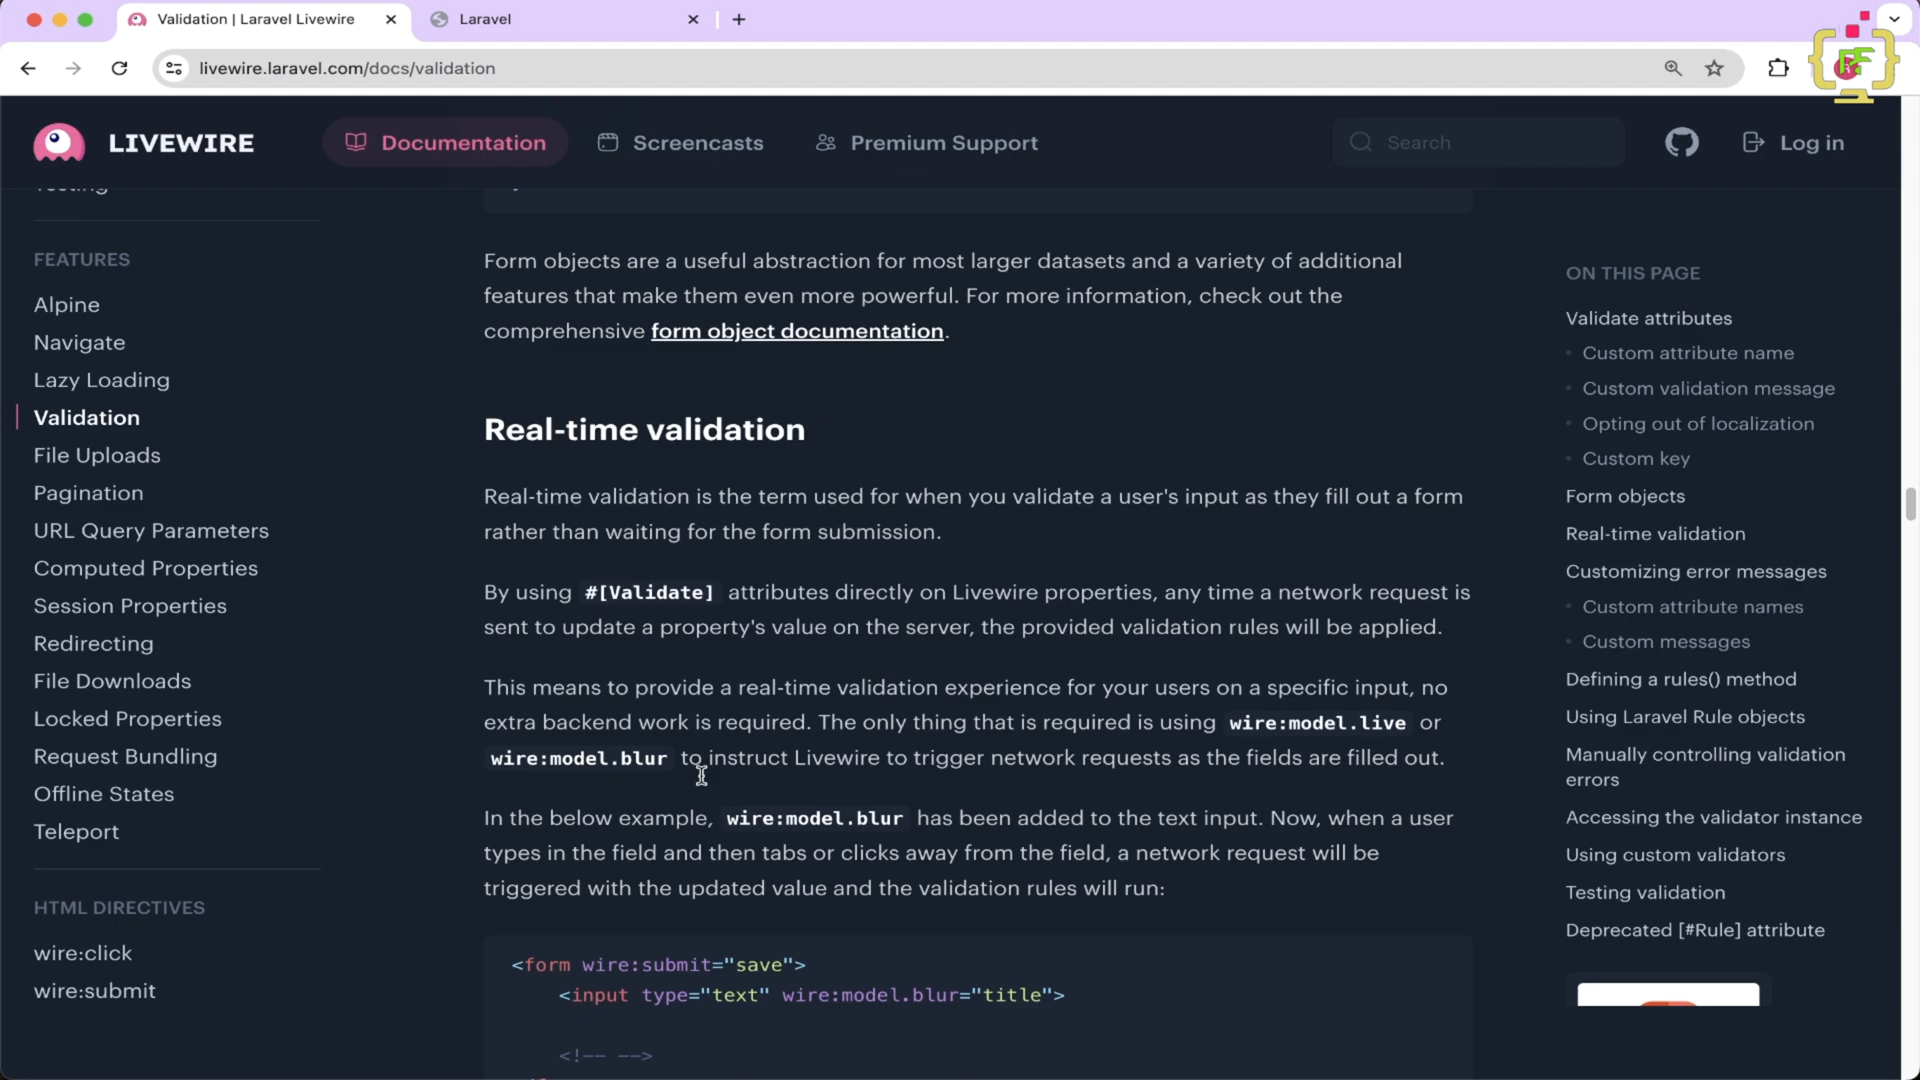 Validation | Laravel Livewire
Laravel
livewire.laravel.com/docs/validation
LIVEWIRE
Documentation
Screencasts
Premium Support
Search
Log in
Testing
FEATURES
Alpine
Navigate
Lazy Loading
Validation
File Uploads
Pagination
URL Query Parameters
Computed Properties
Session Properties
Redirecting
File Downloads
Locked Properties
Request Bundling
Offline States
Teleport
HTML DIRECTIVES
wire:click
wire:submit
Form objects are a useful abstraction for most larger datasets and a variety of additional
features that make them even more powerful. For more information, check out the
comprehensive form object documentation.
Real-time validation
Real-time validation is the term used for when you validate a user's input as they fill out a form
rather than waiting for the form submission.
By using #[Validate] attributes directly on Livewire properties, any time a network request is
sent to update a property's value on the server, the provided validation rules will be applied.
This means to provide a real-time validation experience for your users on a specific input, no
extra backend work is required. The only thing that is required is using wire:model.live or
wire:model.blur to instruct Livewire to trigger network requests as the fields are filled out.
In the below example, wire:model.blur has been added to the text input. Now, when a user
types in the field and then tabs or clicks away from the field, a network request will be
triggered with the updated value and the validation rules will run:
<form wire:submit="save">
<input type="text" wire:model.blur="title">
<!-- -->
ON THIS PAGE
Validate attributes
Custom attribute name
Custom validation message
Opting out of localization
Custom key
Form objects
Real-time validation
Customizing error messages
Custom attribute names
Custom messages
Defining a rules() method
Using Laravel Rule objects
Manually controlling validation
errors
Accessing the validator instance
Using custom validators
Testing validation
Deprecated [#Rule] attribute